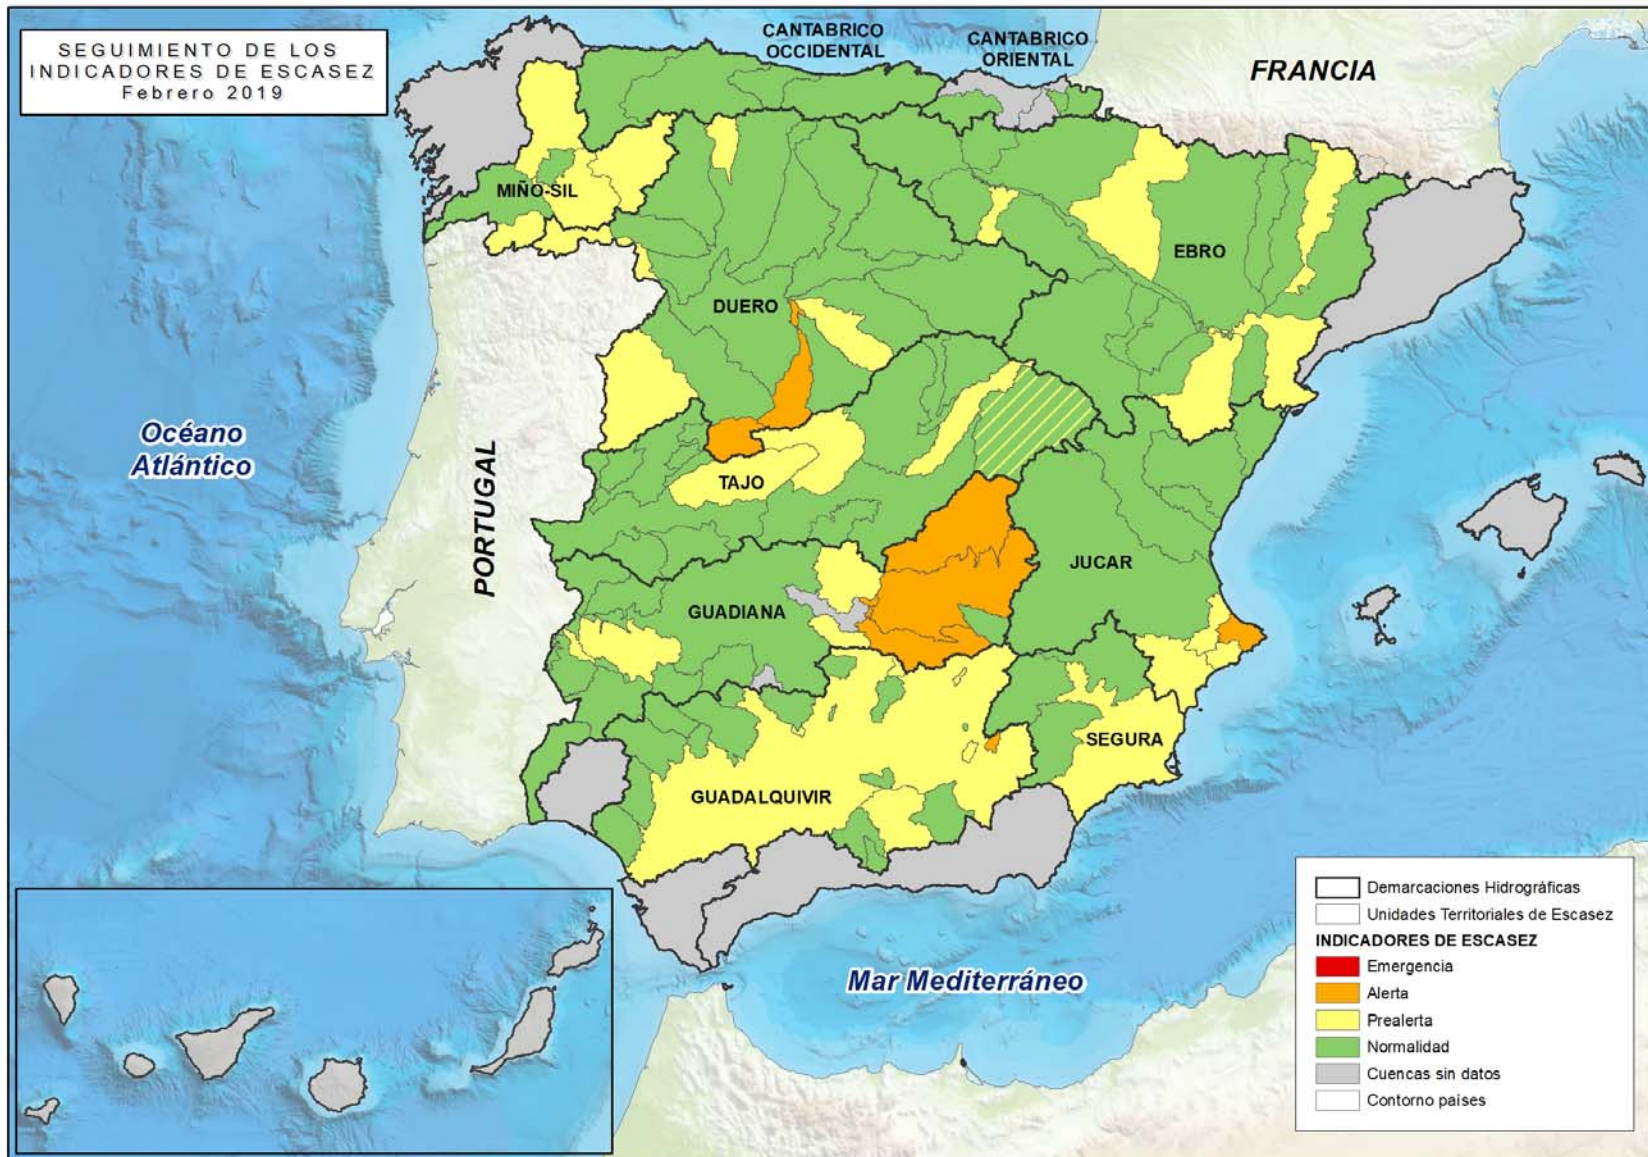 SEGUIMIENTO DE LOS
INDICADORES DE ESCASEZ
Febrero 2019
CANTABRICO
OCCIDENTAL
CANTABRICO
ORIENTAL
FRANCIA
MIÑO-SIL
EBRO
DUERO
Océano
Atlántico
PORTUGAL
TAJO
JUCAR
GUADIANA
SEGURA
GUADALQUIVIR
Mar Mediterráneo
Demarcaciones Hidrográficas
Unidades Territoriales de Escasez
INDICADORES DE ESCASEZ
Emergencia
Alerta
Prealerta
Normalidad
Cuencas sin datos
Contorno países